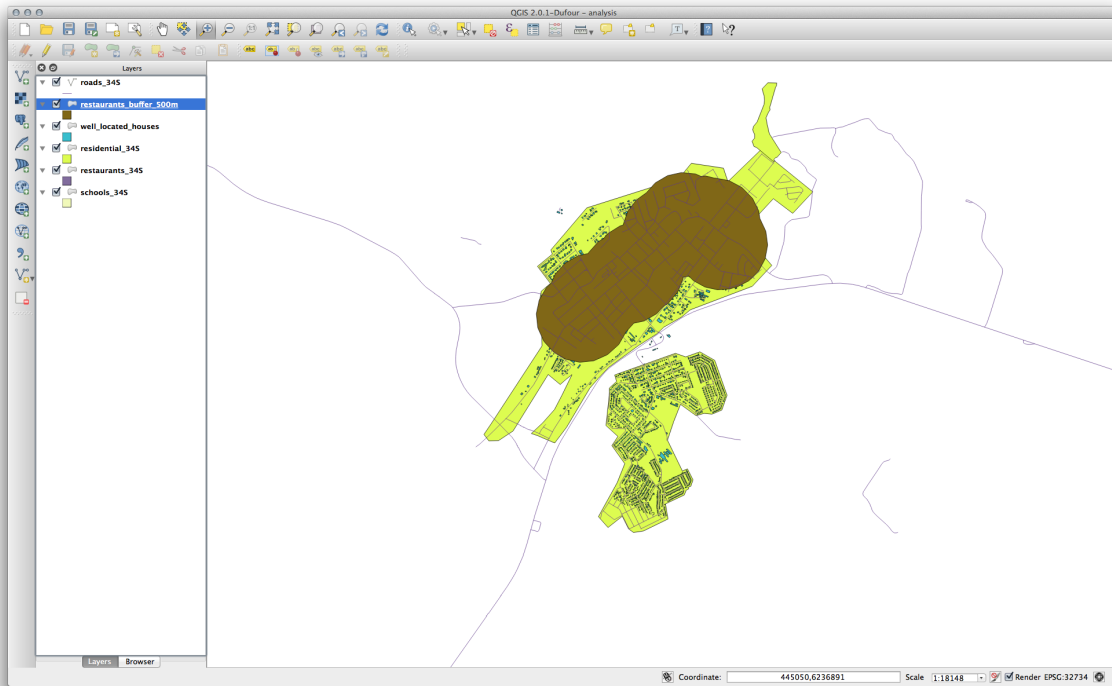 QGIS 2.0.1-Dufour - analysis
Layers
roads_34S
restaurants_buffer_500m
well_located_houses
residential_34S
restaurants_34S
schools_34S
Layers Browser
Coordinate: 445050,6236891 Scale 1:18148 Render EPSG:32734